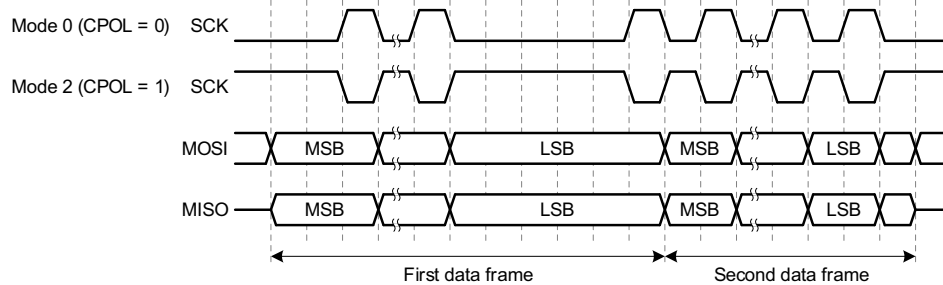 Mode 0 (CPOL = 0) SCK
Mode 2 (CPOL = 1) SCK
MOSI MSB LSB MSB LSB
MISO MSB LSB MSB LSB
First data frame Second data frame